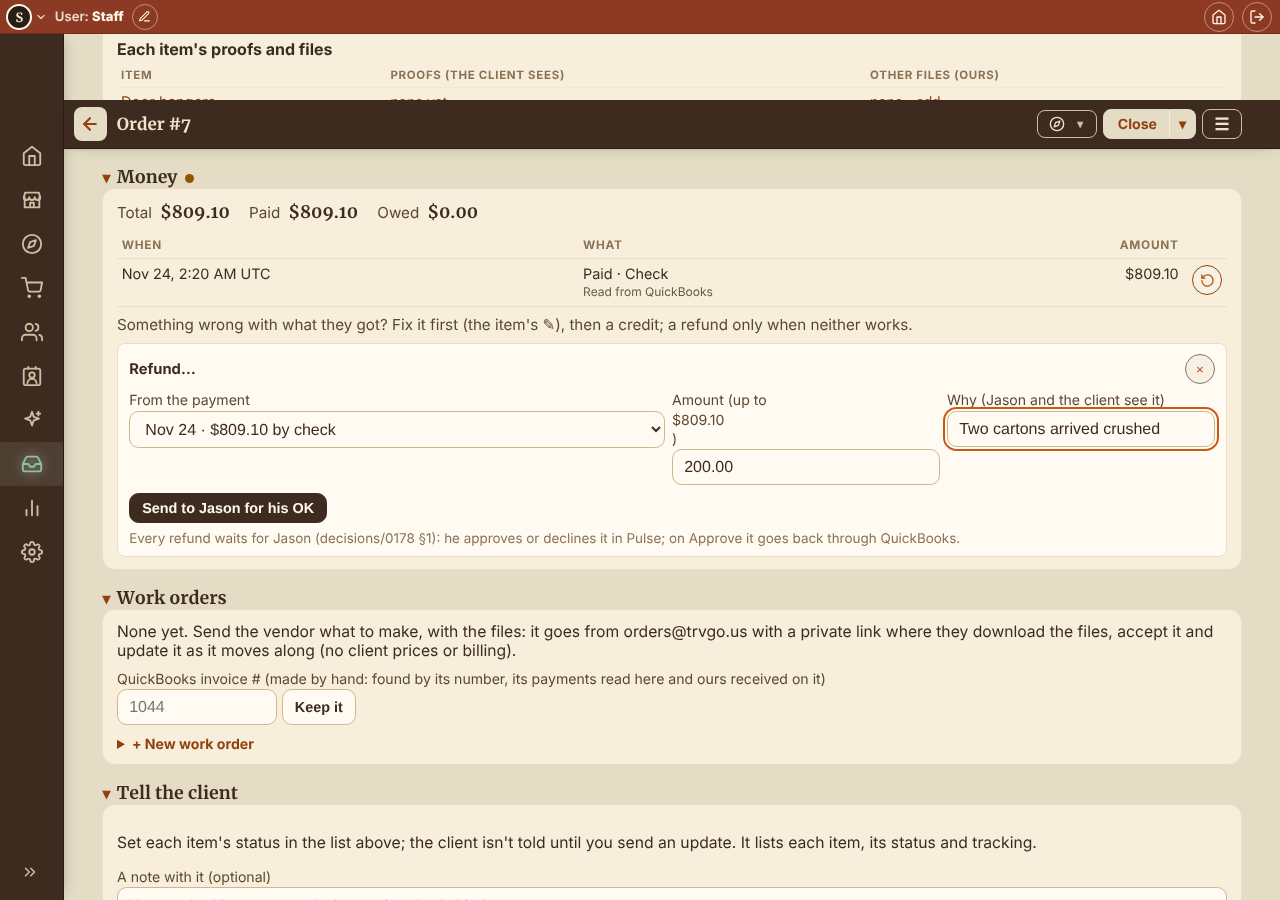 S
User: Staff
Each item's proofs and files
ITEM
PROOFS (THE CLIENT SEES)
OTHER FILES (OURS)
Order #7
Close
Money
Total $809.10 Paid $809.10 Owed $0.00
WHEN
WHAT
AMOUNT
Nov 24, 2:20 AM UTC
Paid · Check
$809.10
Read from QuickBooks
Something wrong with what they got? Fix it first (the item's ✎), then a credit; a refund only when neither works.
Refund...
×
From the payment
Amount (up to
$809.10
)
Why (Jason and the client see it)
Nov 24 · $809.10 by check
200.00
Two cartons arrived crushed
Send to Jason for his OK
Every refund waits for Jason (decisions/0178 §1): he approves or declines it in Pulse; on Approve it goes back through QuickBooks.
Work orders
None yet. Send the vendor what to make, with the files: it goes from orders@trvgo.us with a private link where they download the files, accept it and
update it as it moves along (no client prices or billing).
QuickBooks invoice # (made by hand: found by its number, its payments read here and ours received on it)
1044
Keep it
+ New work order
Tell the client
Set each item's status in the list above; the client isn't told until you send an update. It lists each item, its status and tracking.
A note with it (optional)